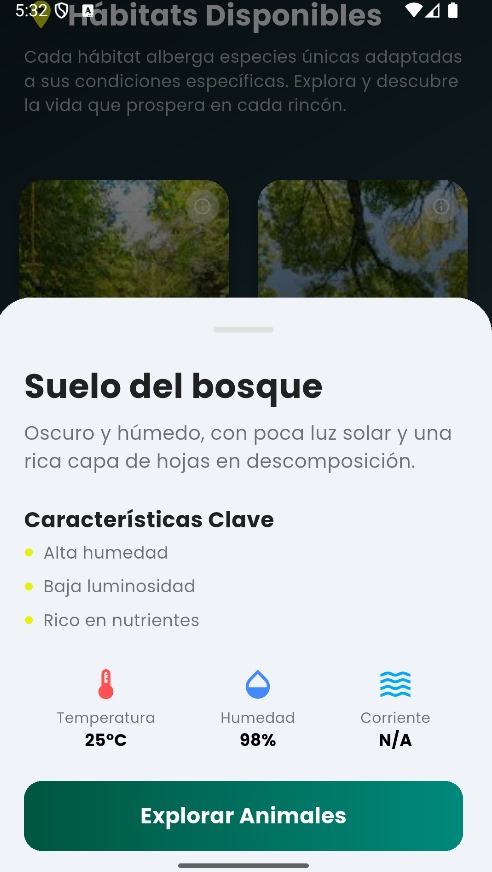 5:32
A
Hábitats Disponibles
Cada hábitat alberga especies únicas adaptadas
a sus condiciones específicas. Explora y descubre
la vida que prospera en cada rincón.
Suelo del bosque
Oscuro y húmedo, con poca luz solar y una
rica capa de hojas en descomposición.
Características Clave
Alta humedad
Baja luminosidad
Rico en nutrientes
Temperatura
25°C
Humedad
98%
Corriente
N/A
Explorar Animales